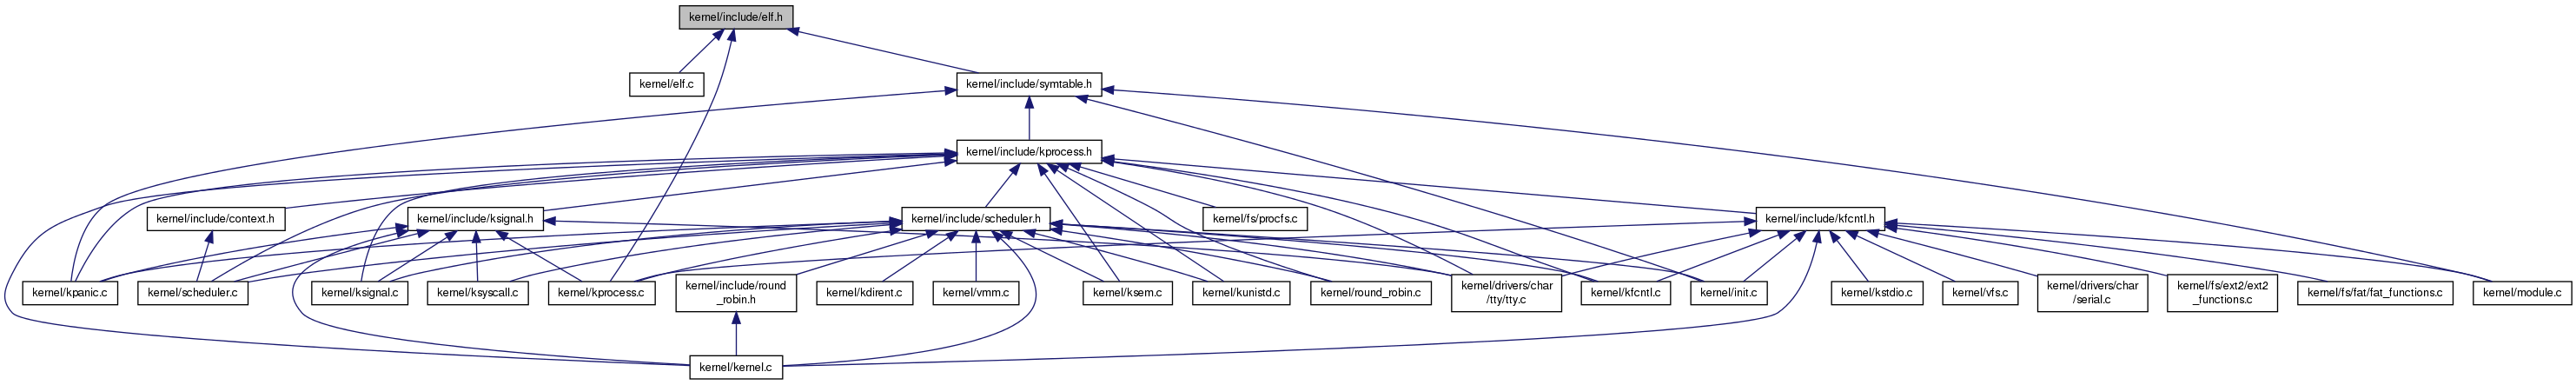 kernel/include/elf.h
kernel/elf.c
kernel/include/symtable.h
kernel/include/kprocess.h
kernel/include/context.h
kernel/include/ksignal.h
kernel/include/scheduler.h
kernel/fs/procfs.c
kernel/include/kfcntl.h
kernel/kpanic.c
kernel/scheduler.c
kernel/ksignal.c
kernel/ksyscall.c
kernel/kprocess.c
kernel/include/round
_robin.h
kernel/kdirent.c
kernel/vmm.c
kernel/ksem.c
kernel/kunistd.c
kernel/round_robin.c
kernel/drivers/char
/tty/tty.c
kernel/kfcntl.c
kernel/init.c
kernel/kstdio.c
kernel/vfs.c
kernel/drivers/char
/serial.c
kernel/fs/ext2/ext2
_functions.c
kernel/fs/fat/fat_functions.c
kernel/module.c
kernel/kernel.c